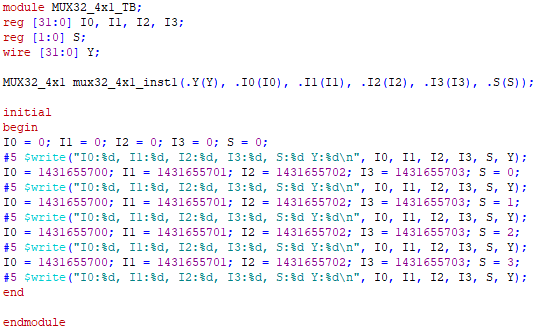 module MUX32_4x1_TB;
reg [31:0] I0, I1, I2, I3;
reg [1:0] S;
wire [31:0] Y;
MUX32_4x1 mux32_4x1_inst1(.Y(Y), .I0(I0), .I1(I1), .I2(I2), .I3(I3), .S(S));
initial
begin
I0 = 0; I1 = 0; I2 = 0; I3 = 0; S = 0;
#5 $write("I0:%d, I1:%d, I2:%d, I3:%d, S:%d Y:%d\n", I0, I1, I2, I3, S, Y);
I0 = 1431655700; I1 = 1431655701; I2 = 1431655702; I3 = 1431655703; S = 0;
#5 $write("I0:%d, I1:%d, I2:%d, I3:%d, S:%d Y:%d\n", I0, I1, I2, I3, S, Y);
I0 = 1431655700; I1 = 1431655701; I2 = 1431655702; I3 = 1431655703; S = 1;
#5 $write("I0:%d, I1:%d, I2:%d, I3:%d, S:%d Y:%d\n", I0, I1, I2, I3, S, Y);
I0 = 1431655700; I1 = 1431655701; I2 = 1431655702; I3 = 1431655703; S = 2;
#5 $write("I0:%d, I1:%d, I2:%d, I3:%d, S:%d Y:%d\n", I0, I1, I2, I3, S, Y);
I0 = 1431655700; I1 = 1431655701; I2 = 1431655702; I3 = 1431655703; S = 3;
#5 $write("I0:%d, I1:%d, I2:%d, I3:%d, S:%d Y:%d\n", I0, I1, I2, I3, S, Y);
end
endmodule